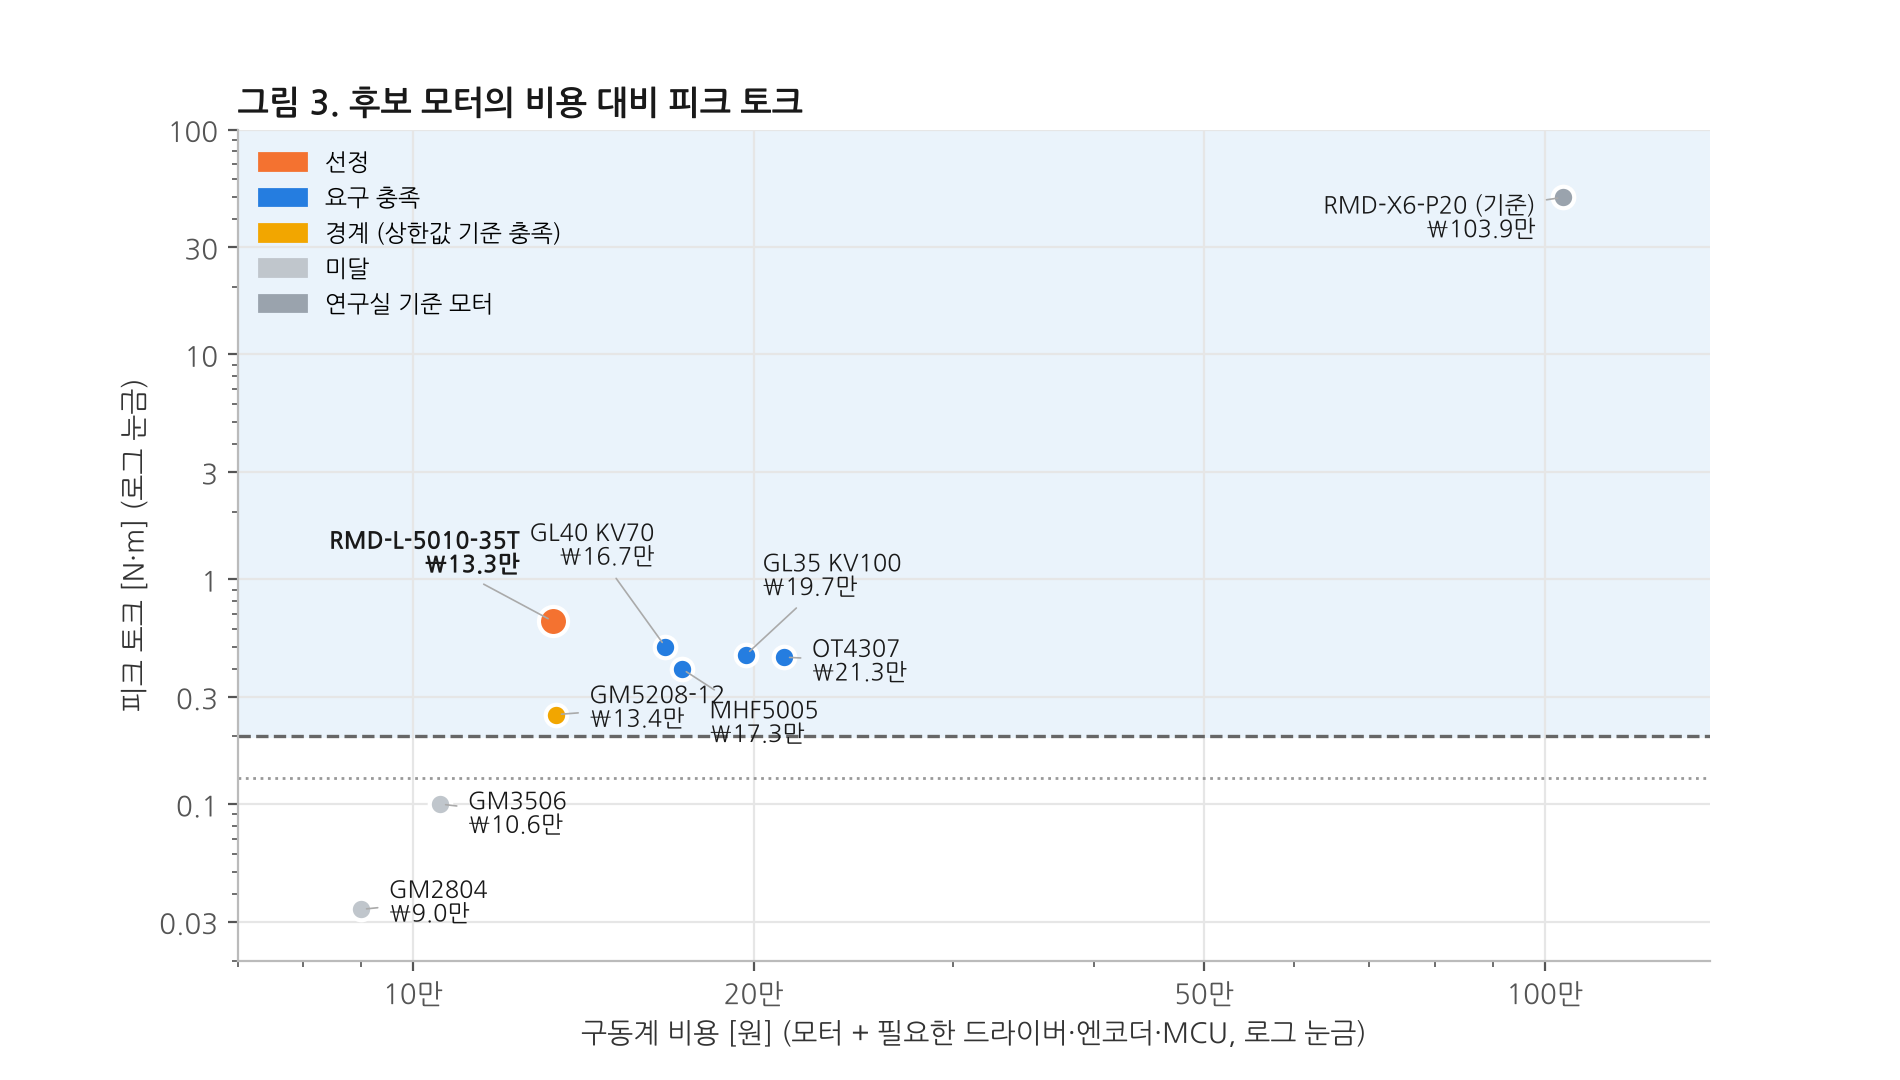 그림 3. 후보 모터의 비용 대비 피크 토크
100
30
10
3
1
0.3
0.1
0.03
피크 토크 [N·m] (로그 눈금)
선정
요구 충족
경계 (상한값 기준 충족)
미달
연구실 기준 모터
RMD-X6-P20 (기준)
₩103.9만
RMD-L-5010-35T
₩13.3만
GL40 KV70
₩16.7만
GL35 KV100
₩19.7만
OT4307
₩21.3만
GM5208-12
₩13.4만
MHF5005
₩17.3만
GM3506
₩10.6만
GM2804
₩9.0만
10만
20만
50만
100만
구동계 비용 [원] (모터 + 필요한 드라이버·엔코더·MCU, 로그 눈금)